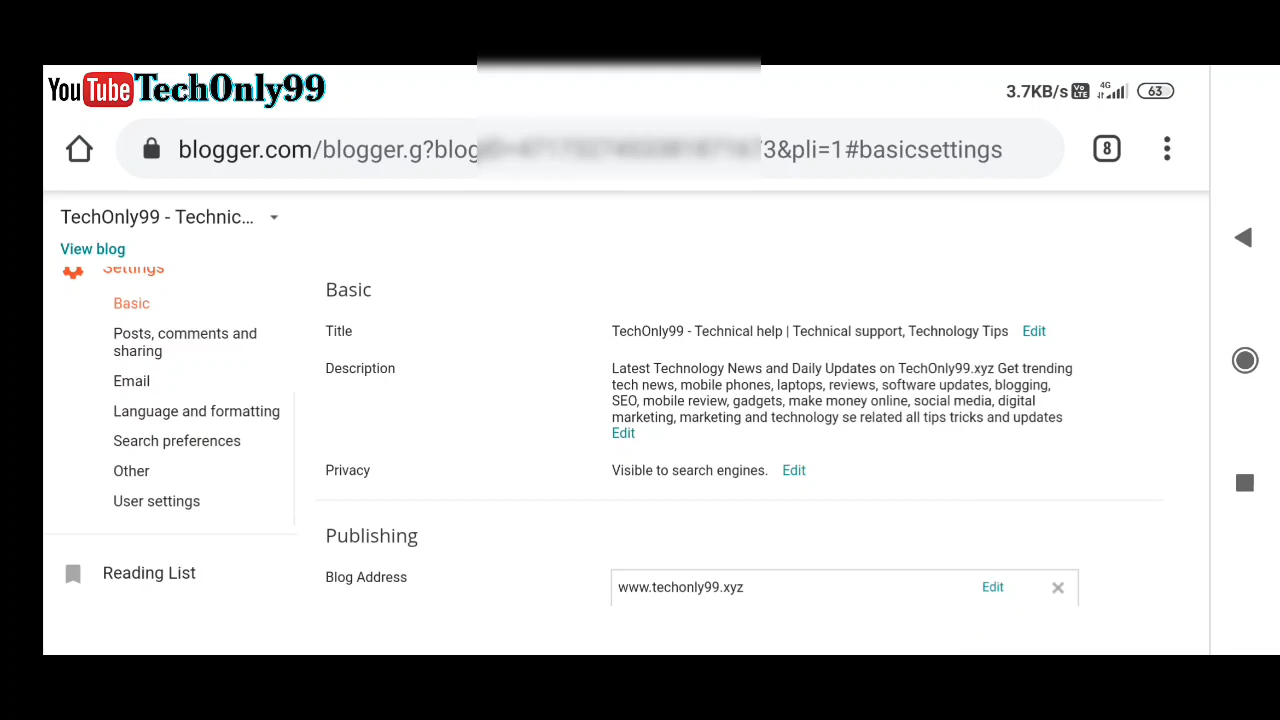 YouTube TechOnly99
3.7KB/s Vo LTE 4G 63
blogger.com/blogger.g?blog 3&pli=1#basicsettings
8
TechOnly99 - Technic...
View blog
Settings
Basic
Posts, comments and
sharing
Email
Language and formatting
Search preferences
Other
User settings
Reading List
Basic
Title
TechOnly99 - Technical help | Technical support, Technology Tips Edit
Description
Latest Technology News and Daily Updates on TechOnly99.xyz Get trending
tech news, mobile phones, laptops, reviews, software updates, blogging,
SEO, mobile review, gadgets, make money online, social media, digital
marketing, marketing and technology se related all tips tricks and updates
Edit
Privacy
Visible to search engines. Edit
Publishing
Blog Address
www.techonly99.xyz Edit